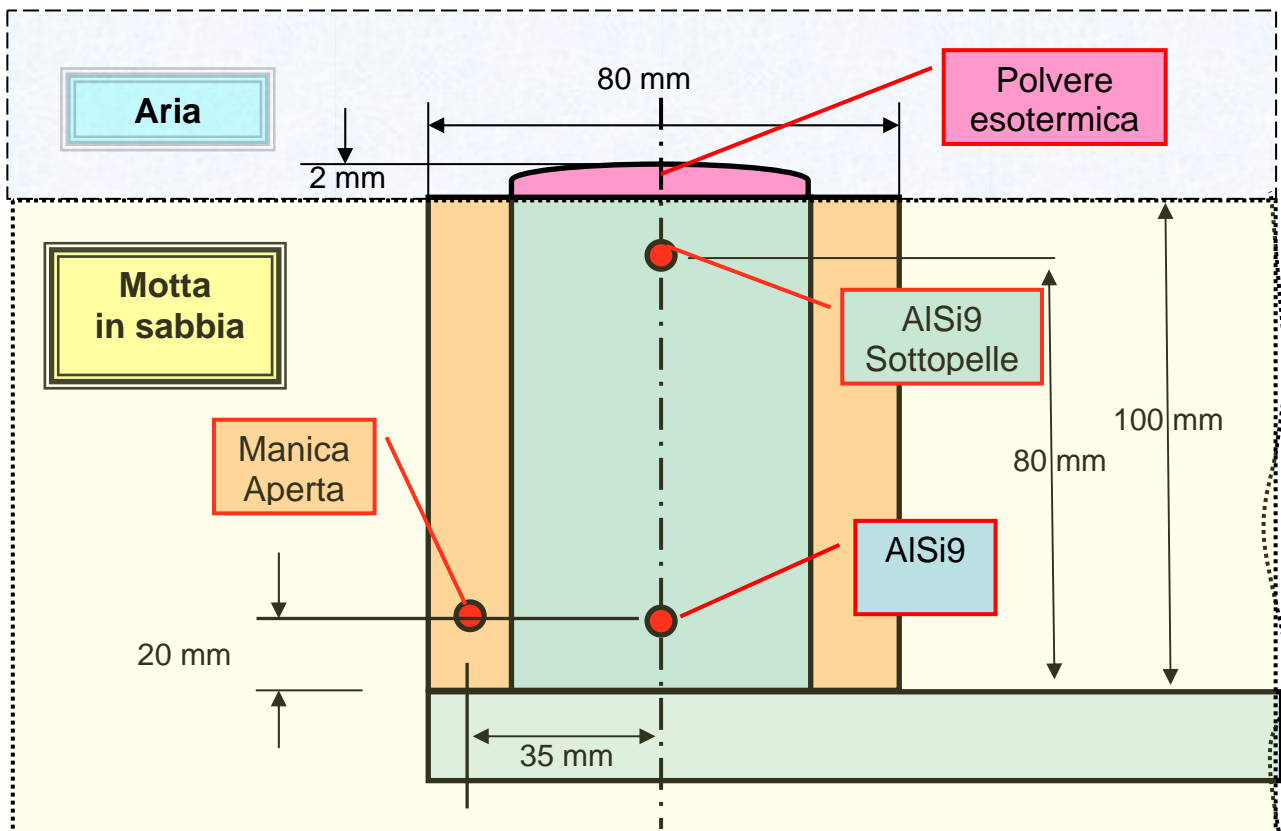 80 mm
Polvere
esotermica
Aria
2 mm
Motta
in sabbia
AlSi9
Sottopelle
100 mm
80 mm
Manica
Aperta
AlSi9
20 mm
35 mm